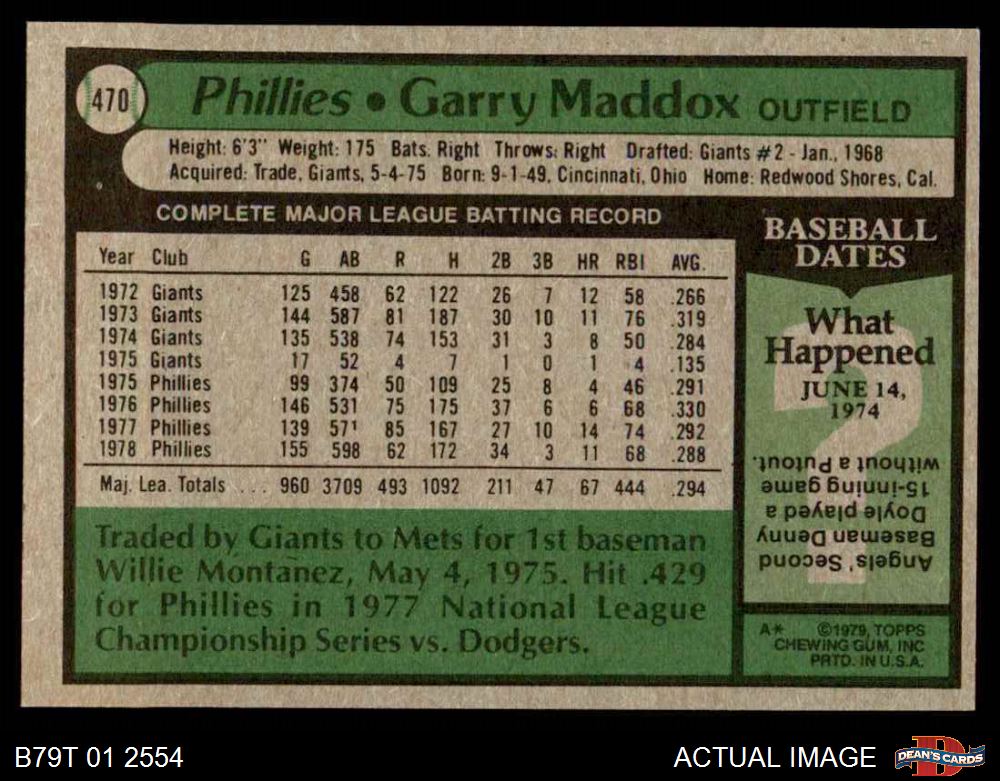 470
Phillies • Garry Maddox OUTFIELD
Height: 6'3" Weight: 175 Bats. Right Throws: Right Drafted: Giants #2 - Jan., 1968
Acquired: Trade, Giants, 5-4-75 Born: 9-1-49, Cincinnati, Ohio Home: Redwood Shores, Cal.
COMPLETE MAJOR LEAGUE BATTING RECORD
Year Club G AB R H 2B 3B HR RBI AVG.
1972 Giants 125 458 62 122 26 7 12 58 .266
1973 Giants 144 587 81 187 30 10 11 76 .319
1974 Giants 135 538 74 153 31 3 8 50 .284
1975 Giants 17 52 4 7 1 0 1 4 .135
1975 Phillies 99 374 50 109 25 8 4 46 .291
1976 Phillies 146 531 75 175 37 6 6 68 .330
1977 Phillies 139 571 85 167 27 10 14 74 .292
1978 Phillies 155 598 62 172 34 3 11 68 .288
Maj. Lea. Totals ... 960 3709 493 1092 211 47 67 444 .294
Traded by Giants to Mets for 1st baseman
Willie Montanez, May 4, 1975. Hit .429
for Phillies in 1977 National League
Championship Series vs. Dodgers.
BASEBALL
DATES
What
Happened
JUNE 14,
1974
?
Angels' Second
Baseman Denny
Doyle played a
15-inning game
without a Putout.
A* ©1979, TOPPS
CHEWING GUM, INC
PRTD. IN U.S.A.
B79T 01 2554
ACTUAL IMAGE
D
DEAN'S CARDS